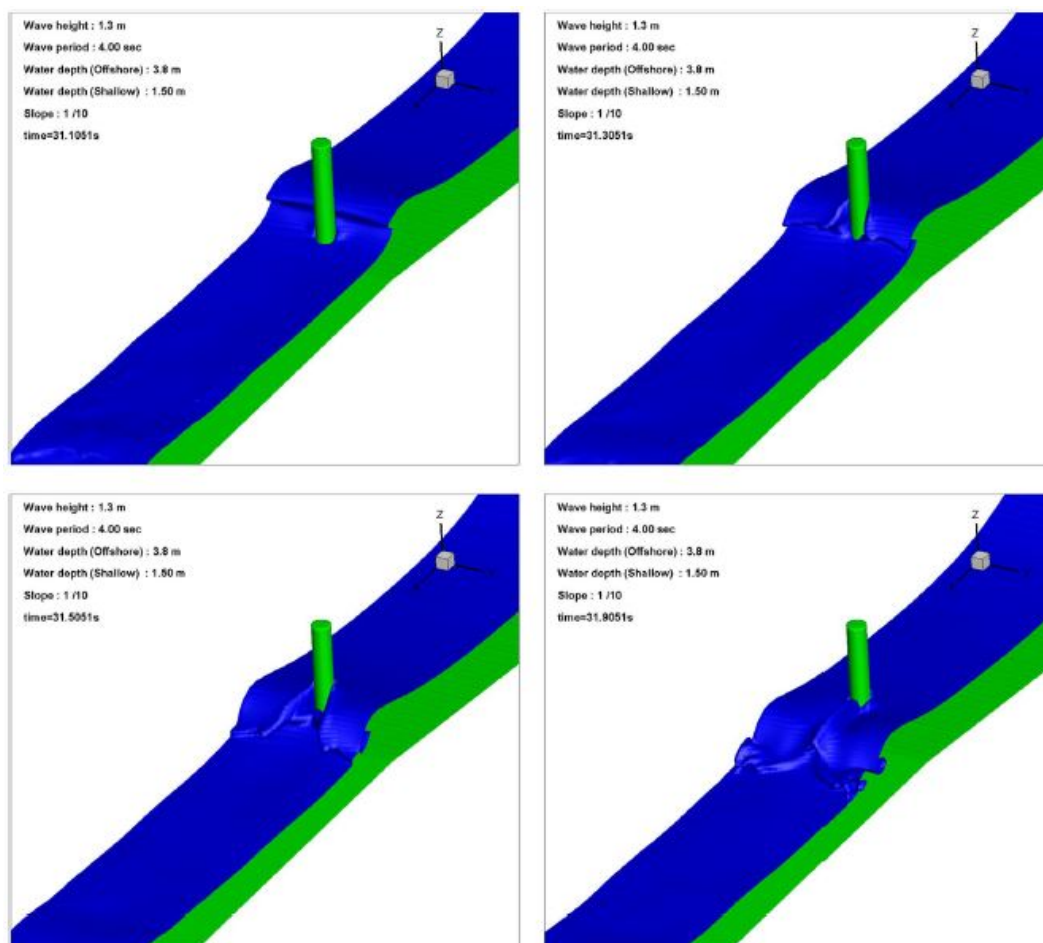 Wave height : 1.3 m
Wave period : 4.00 sec
Water depth (Offshore) : 3.8 m
Water depth (Shallow) : 1.50 m
Slope : 1 /10
time=31.1051s
Z
Wave height : 1.3 m
Wave period : 4.00 sec
Water depth (Offshore) : 3.8 m
Water depth (Shallow) : 1.50 m
Slope : 1 /10
time=31.3051s
Z
Wave height : 1.3 m
Wave period : 4.00 sec
Water depth (Offshore) : 3.8 m
Water depth (Shallow) : 1.50 m
Slope : 1 /10
time=31.5051s
Z
Wave height : 1.3 m
Wave period : 4.00 sec
Water depth (Offshore) : 3.8 m
Water depth (Shallow) : 1.50 m
Slope : 1 /10
time=31.9051s
Z